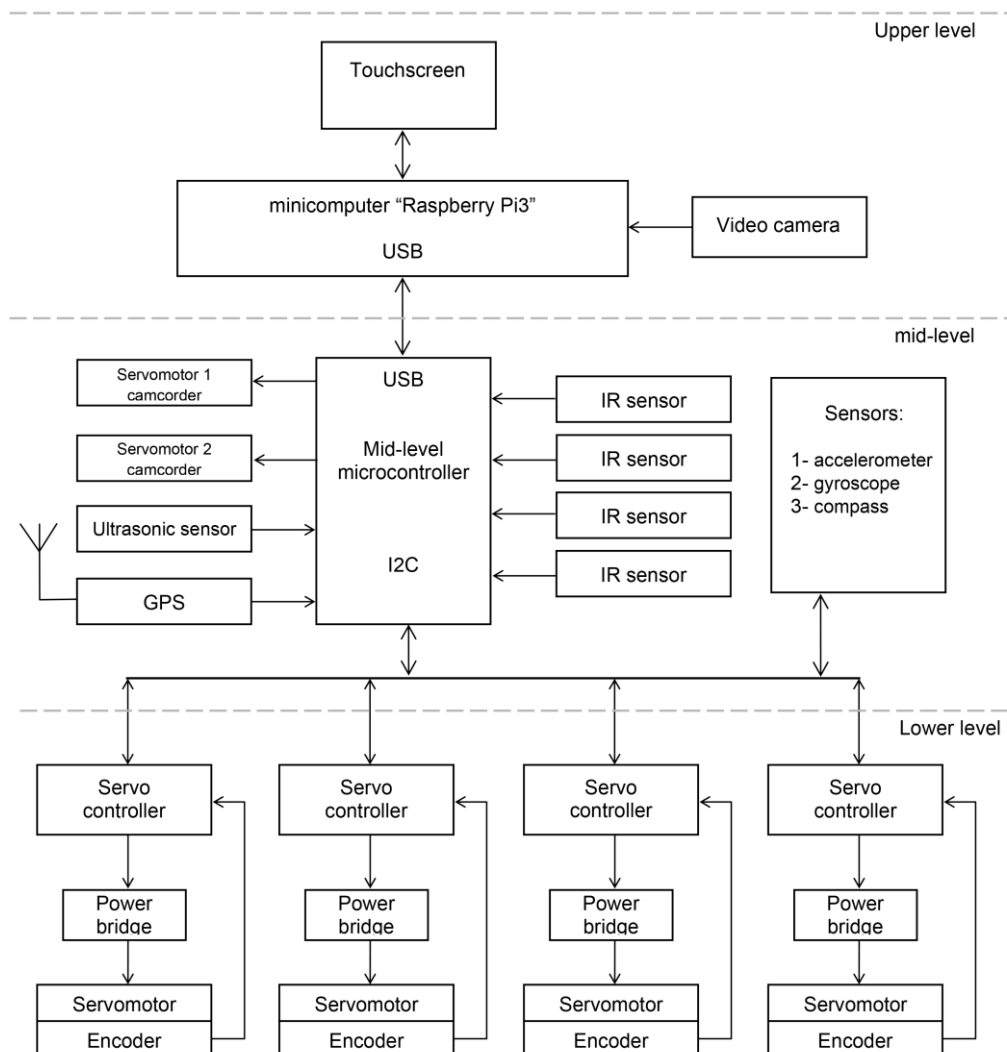 Upper level
Touchscreen
minicomputer “Raspberry Pi3”
USB
Video camera
mid-level
Servomotor 1
camcorder
Servomotor 2
camcorder
Ultrasonic sensor
GPS
USB
Mid-level
microcontroller
I2C
IR sensor
IR sensor
IR sensor
IR sensor
Sensors:
1- accelerometer
2- gyroscope
3- compass
Lower level
Servo
controller
Power
bridge
Servomotor
Encoder
Servo
controller
Power
bridge
Servomotor
Encoder
Servo
controller
Power
bridge
Servomotor
Encoder
Servo
controller
Power
bridge
Servomotor
Encoder